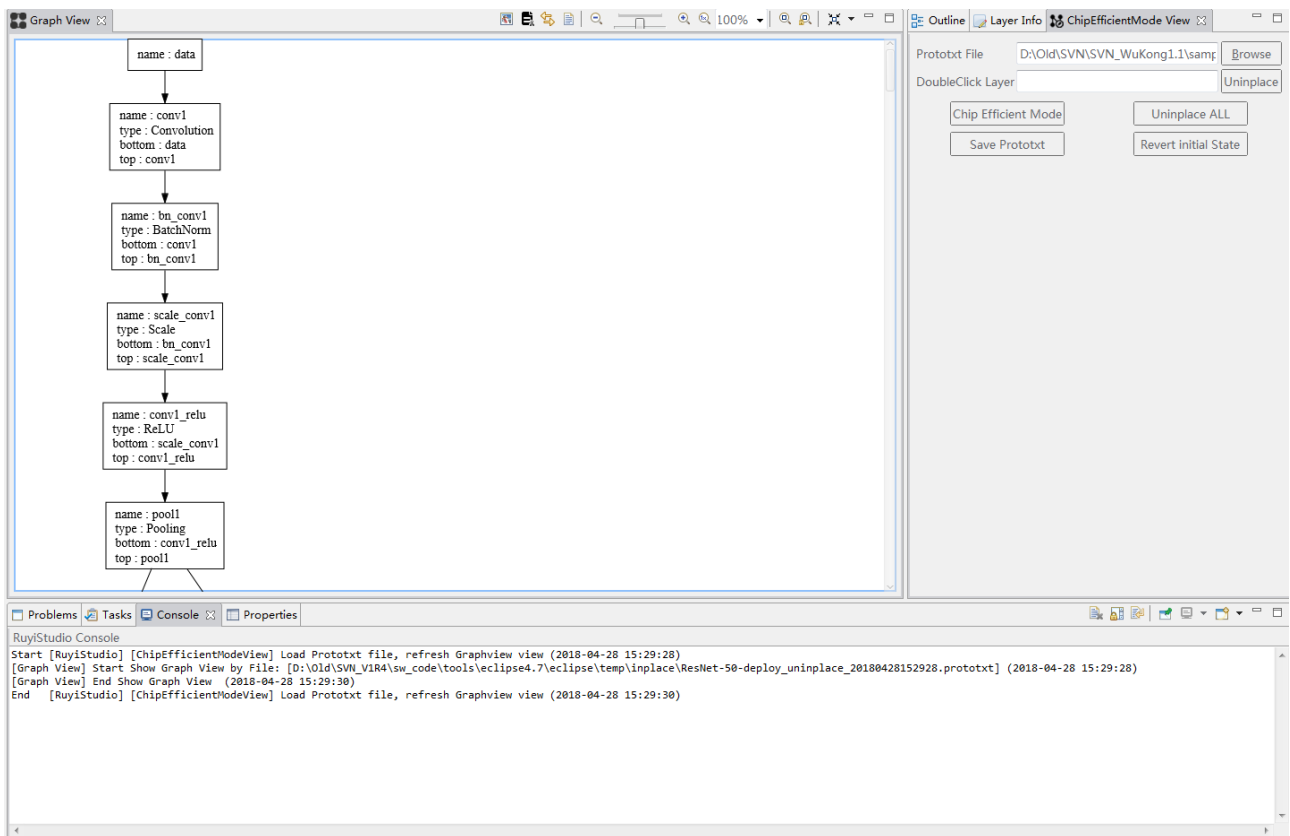 Graph View
100%
name : data
name : conv1
type : Convolution
bottom : data
top : conv1
name : bn_conv1
type : BatchNorm
bottom : conv1
top : bn_conv1
name : scale_conv1
type : Scale
bottom : bn_conv1
top : scale_conv1
name : conv1_relu
type : ReLU
bottom : scale_conv1
top : conv1_relu
name : pool1
type : Pooling
bottom : conv1_relu
top : pool1
Outline Layer Info ChipEfficientMode View
Prototxt File D:\Old\SVN\SVN_WuKong1.1\samp Browse
DoubleClick Layer Uninplace
Chip Efficient Mode Uninplace ALL
Save Prototxt Revert initial State
Problems Tasks Console Properties
RuyiStudio Console
Start [RuyiStudio] [ChipEfficientModeView] Load Prototxt file, refresh Graphview view (2018-04-28 15:29:28)
[Graph View] Start Show Graph View by File: [D:\Old\SVN_V1R4\sw_code\tools\eclipse4.7\eclipse\temp\inplace\ResNet-50-deploy_uninplace_20180428152928.prototxt] (2018-04-28 15:29:28)
[Graph View] End Show Graph View (2018-04-28 15:29:30)
End [RuyiStudio] [ChipEfficientModeView] Load Prototxt file, refresh Graphview view (2018-04-28 15:29:30)